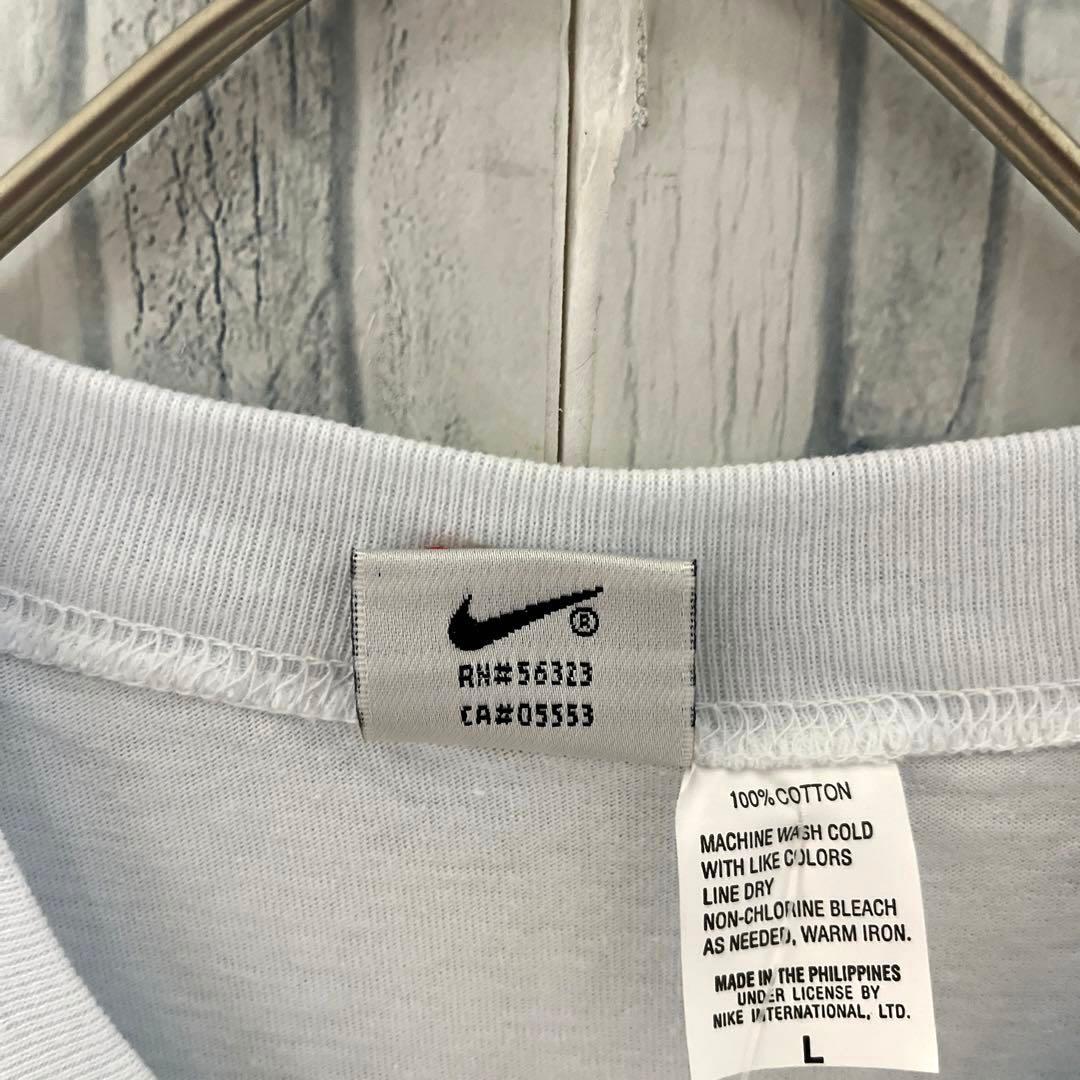 ®
RN#56323
CA#05553
100% COTTON
MACHINE WASH COLD
WITH LIKE COLORS
LINE DRY
NON-CHLORINE BLEACH
AS NEEDED, WARM IRON.
MADE IN THE PHILIPPINES
UNDER LICENSE BY
NIKE INTERNATIONAL, LTD.
L